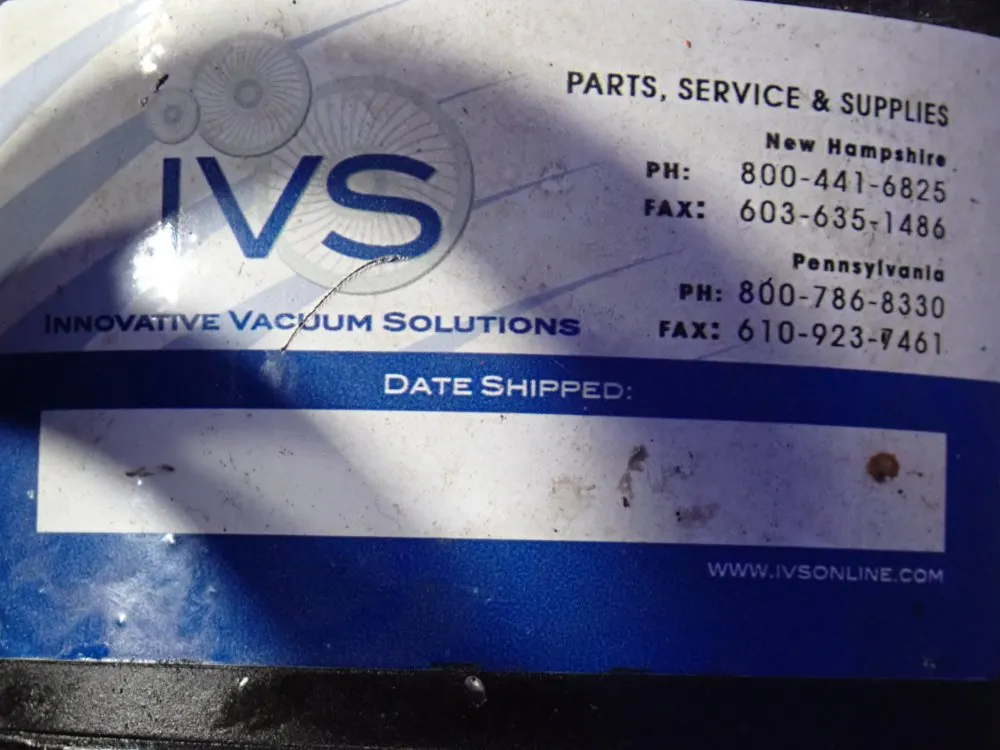 IVS
INNOVATIVE VACUUM SOLUTIONS
PARTS, SERVICE & SUPPLIES
New Hampshire
PH: 800-441-6825
FAX: 603-635-1486
Pennsylvania
PH: 800-786-8330
FAX: 610-923-7461
DATE SHIPPED:
WWW.IVSONLINE.COM